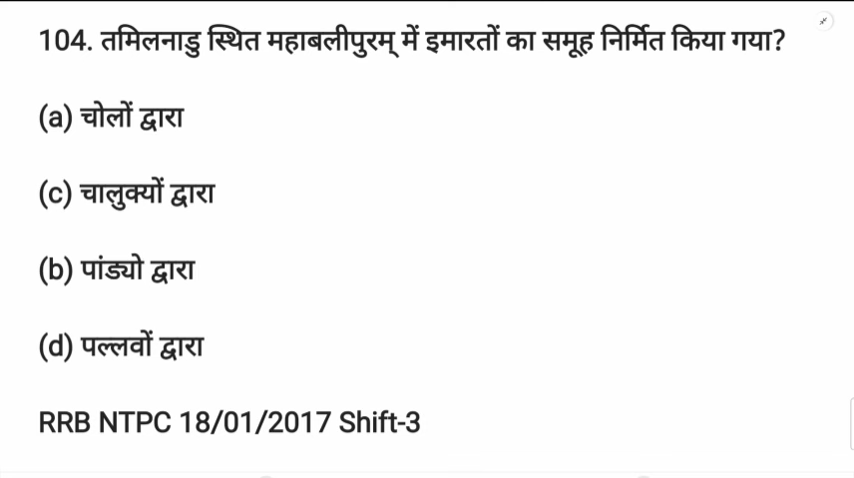 104. तमिलनाडु स्थित महाबलीपुरम् में इमारतों का समूह निर्मित किया गया?
(a) चोलों द्वारा
(c) चालुक्यों द्वारा
(b) पांड्यो द्वारा
(d) पल्लवों द्वारा
RRB NTPC 18/01/2017 Shift-3